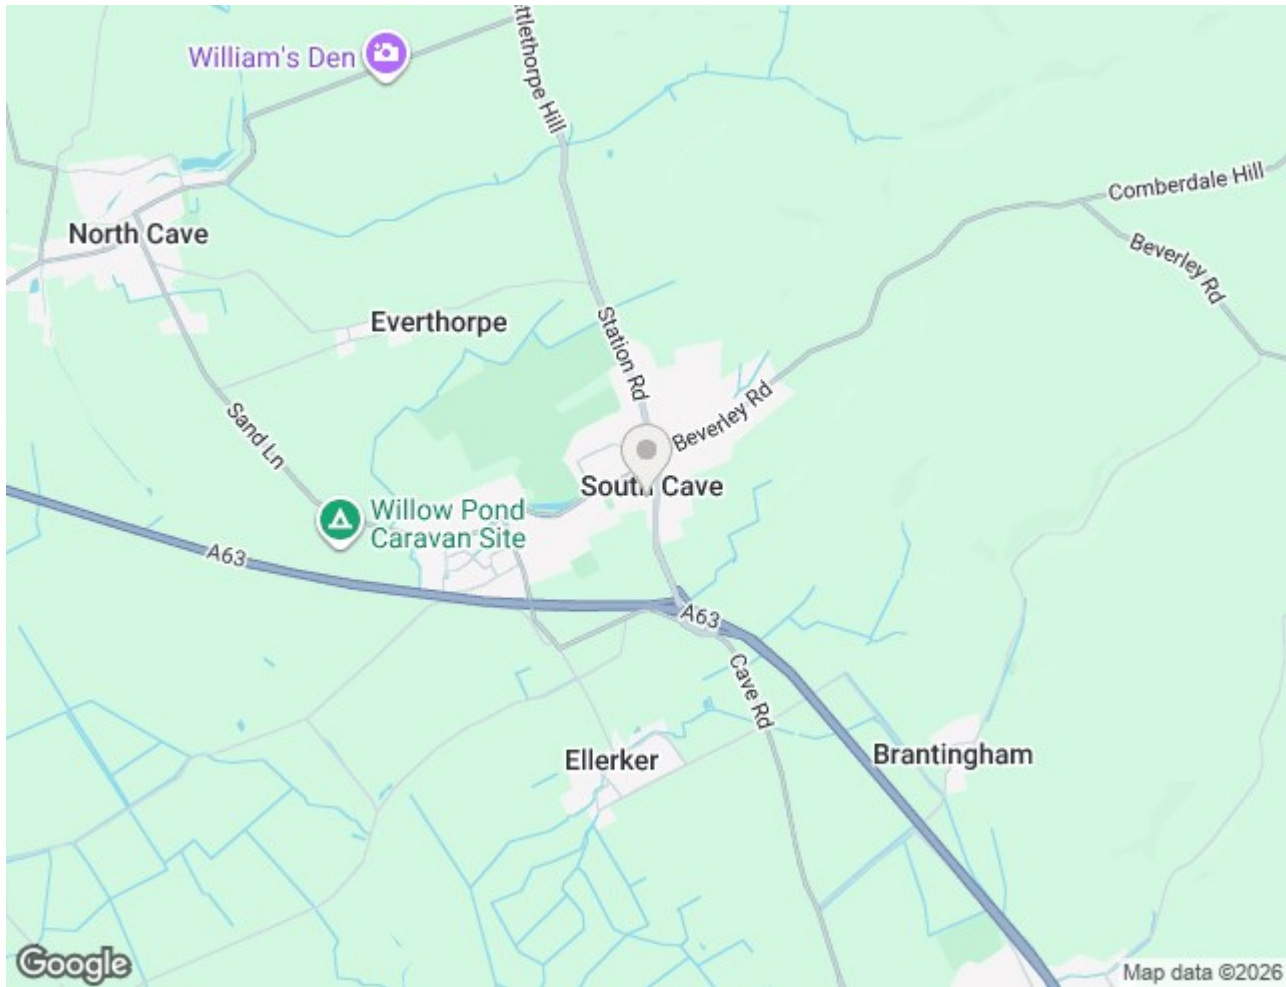 William's Den
ttlethorpe Hill
Comberdale Hill
North Cave
Beverley Rd
Everthorpe
Station Rd
Sand Ln
Beverley Rd
South Cave
Willow Pond
Caravan Site
A63
A63
Cave Rd
Ellerker
Brantingham
Google
Map data ©2026